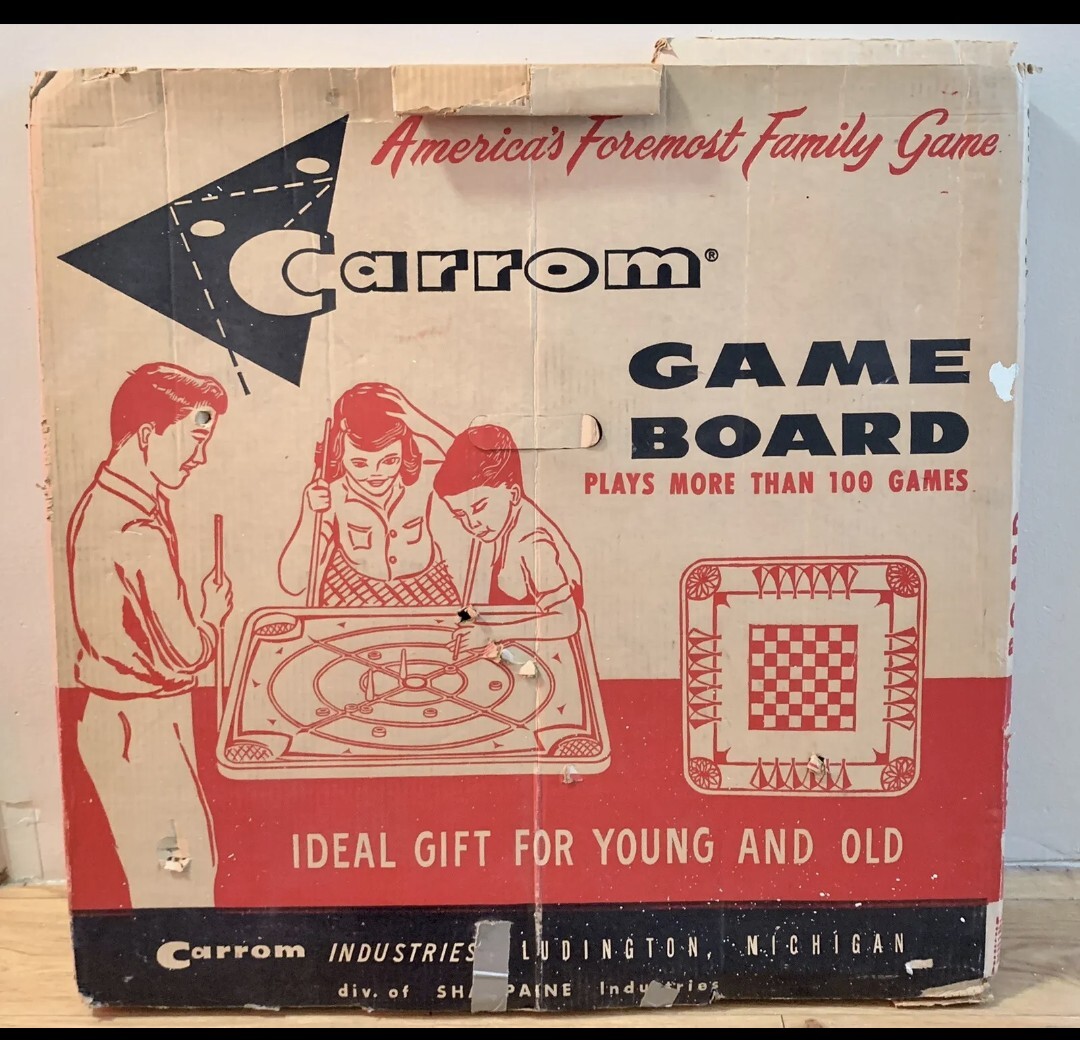 America's Foremost Family Game
Carrom®
GAME
BOARD
PLAYS MORE THAN 100 GAMES
BOARD
IDEAL GIFT FOR YOUNG AND OLD
Carrom INDUSTRIES LUDINGTON, MICHIGAN
div. of